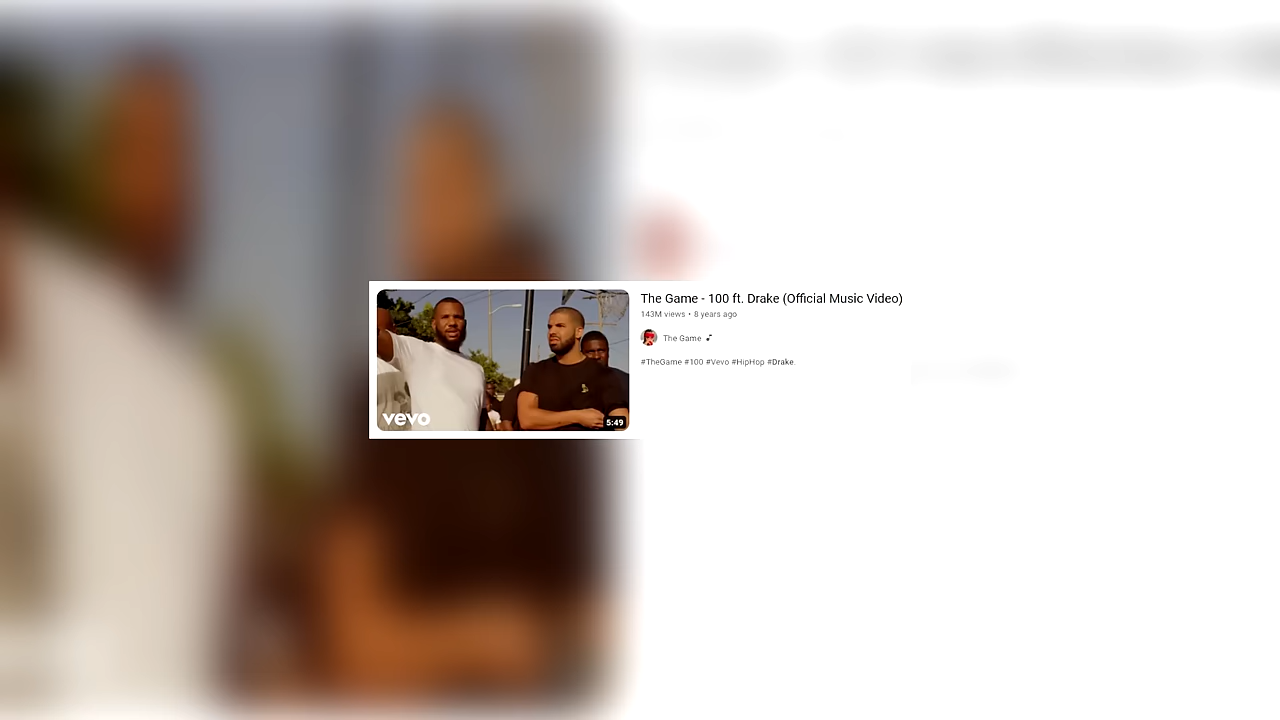 The Game - 100 ft. Drake (Official Music Video)
143M views • 8 years ago
The Game
#TheGame #100 #Vevo #HipHop #Drake.
vevo
5:49